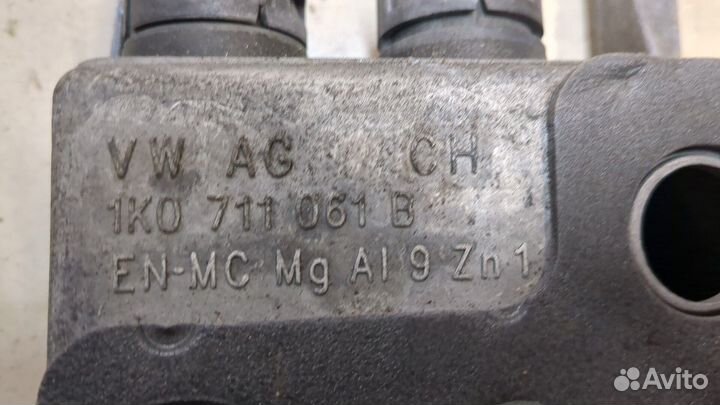 VW AG CH
1K0 711 061 B
EN-MC Mg Al 9 Zn 1
Avito